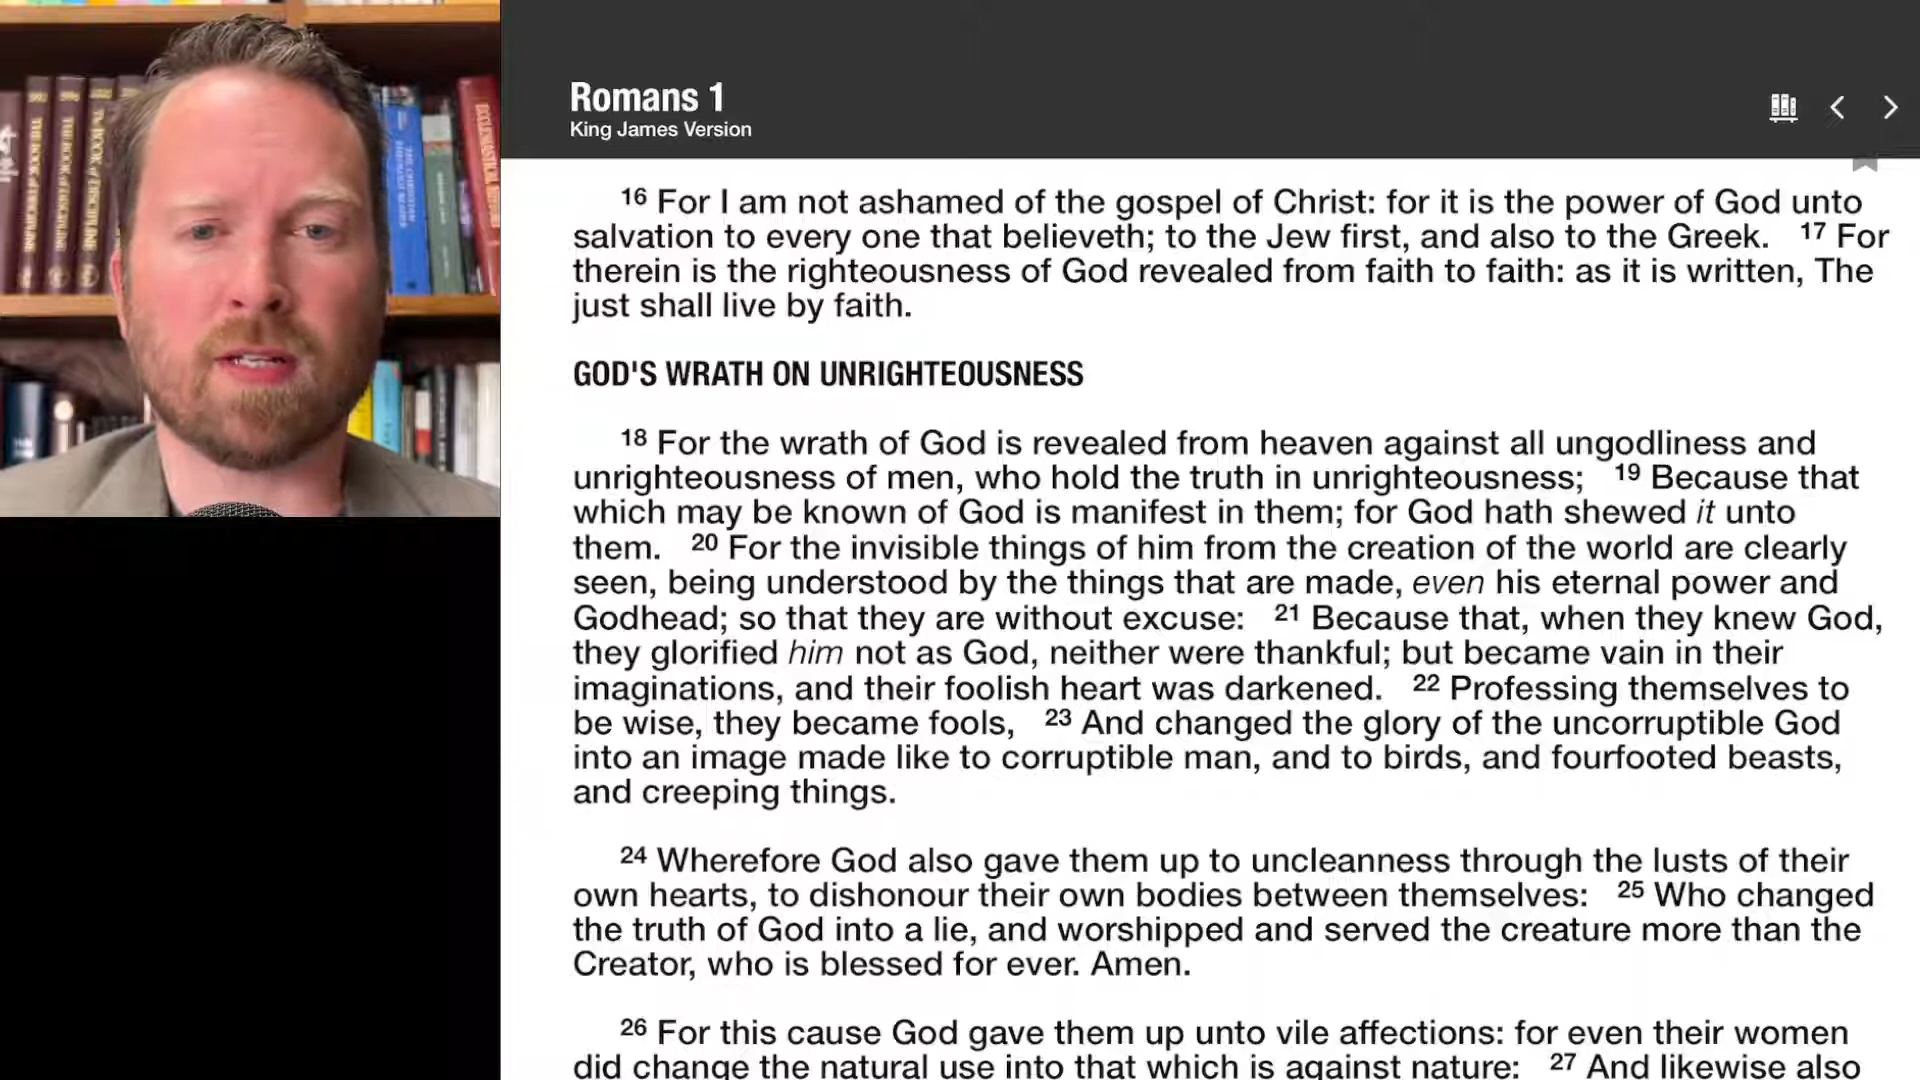 THE BOOK OF DISCIPLINE
THE BOOK OF DISCIPLINE
THE BOOK OF DISCIPLINE
Romans 1
King James Version
16 For I am not ashamed of the gospel of Christ: for it is the power of God unto
salvation to every one that believeth; to the Jew first, and also to the Greek. 17 For
therein is the righteousness of God revealed from faith to faith: as it is written, The
just shall live by faith.
GOD'S WRATH ON UNRIGHTEOUSNESS
18 For the wrath of God is revealed from heaven against all ungodliness and
unrighteousness of men, who hold the truth in unrighteousness; 19 Because that
which may be known of God is manifest in them; for God hath shewed it unto
them. 20 For the invisible things of him from the creation of the world are clearly
seen, being understood by the things that are made, even his eternal power and
Godhead; so that they are without excuse: 21 Because that, when they knew God,
they glorified him not as God, neither were thankful; but became vain in their
imaginations, and their foolish heart was darkened. 22 Professing themselves to
be wise, they became fools, 23 And changed the glory of the uncorruptible God
into an image made like to corruptible man, and to birds, and fourfooted beasts,
and creeping things.
24 Wherefore God also gave them up to uncleanness through the lusts of their
own hearts, to dishonour their own bodies between themselves: 25 Who changed
the truth of God into a lie, and worshipped and served the creature more than the
Creator, who is blessed for ever. Amen.
26 For this cause God gave them up unto vile affections: for even their women
did change the natural use into that which is against nature: 27 And likewise also